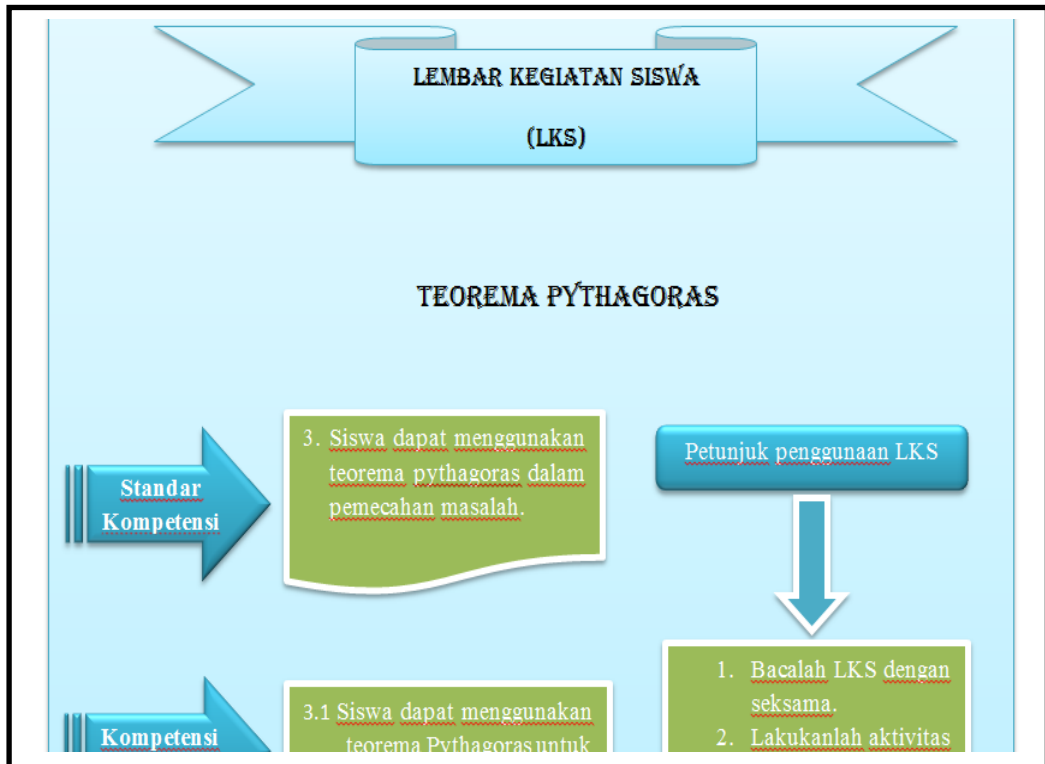 LEMBAR KEGIATAN SISWA
(LKS)
TEOREMA PYTHAGORAS
Standar
Kompetensi
3. Siswa dapat menggunakan
teorema pythagoras dalam
pemecahan masalah.
Petunjuk penggunaan LKS
Kompetensi
3.1 Siswa dapat menggunakan
teorema Pythagoras untuk
1. Bacalah LKS dengan
seksama.
2. Lakukanlah aktivitas